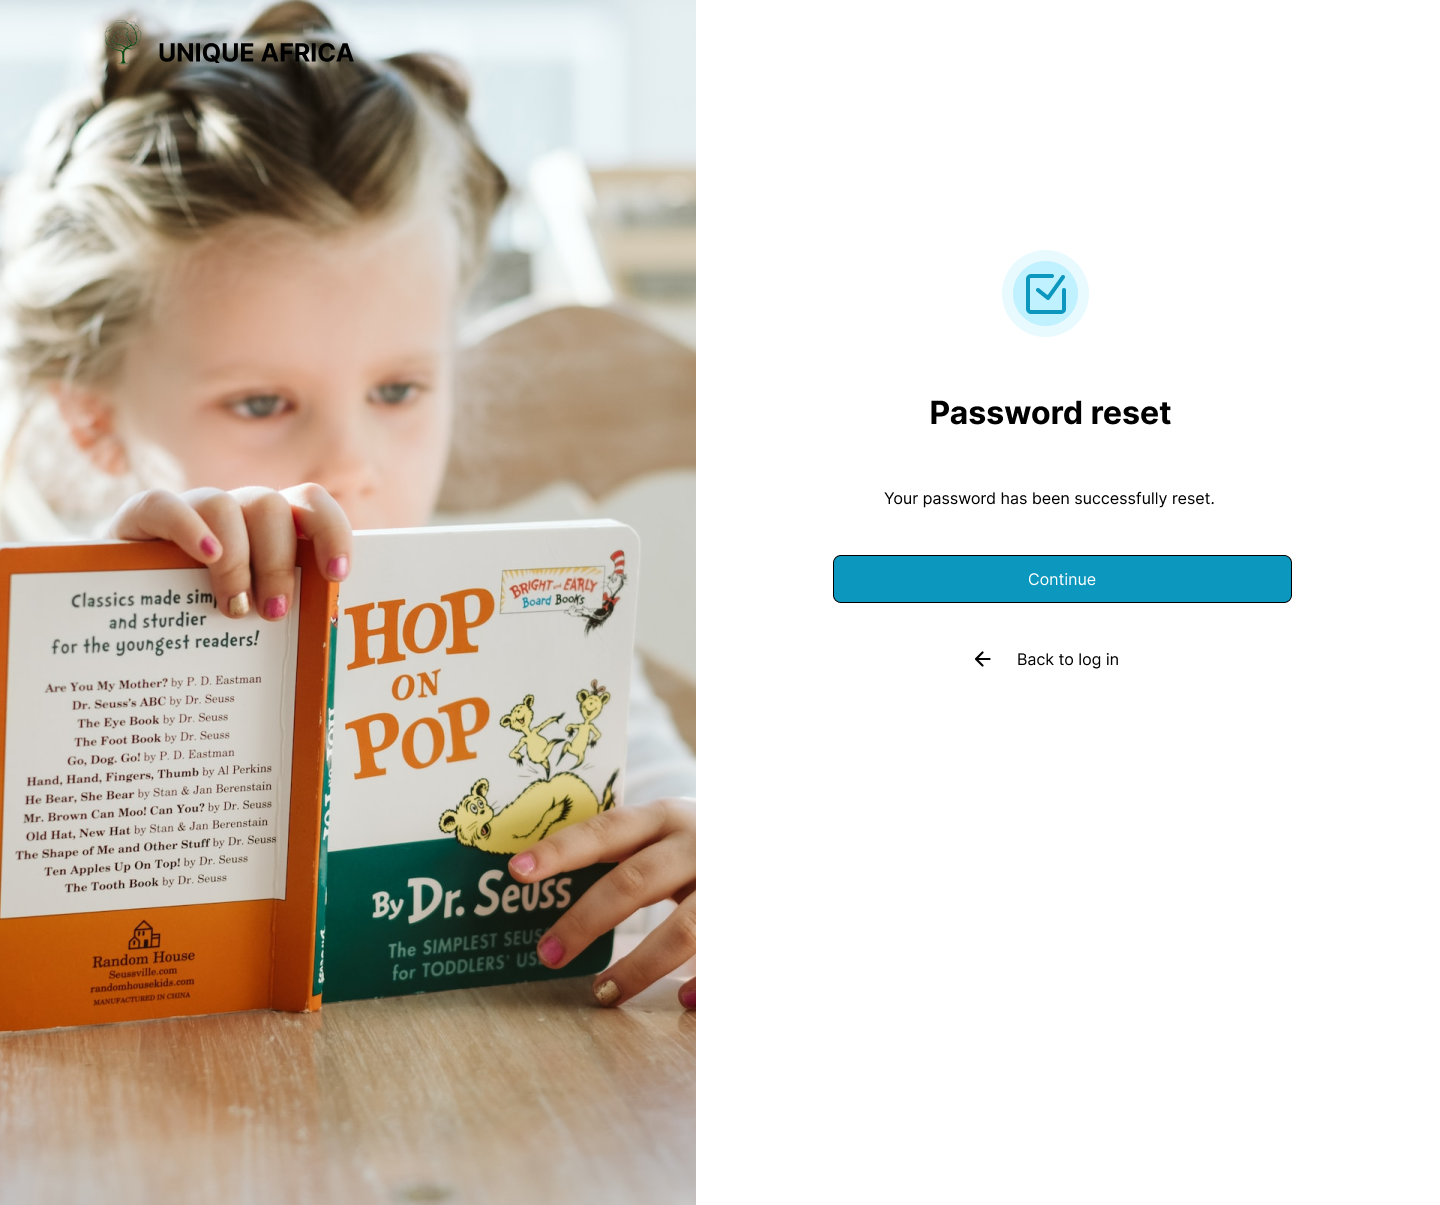 UNIQUE AFRICA
Classics made
and sturdier
for the youngest readers!
Are You My Mother? by P. D. Eastman
Dr. Seuss's ABC by Dr. Seuss
The Eye Book by Dr. Seuss
The Foot Book by Dr. Seuss
Go, Dog. Go! by P. D. Eastman
Hand, Hand, Fingers, Thumb by Al Perkins
He Bear, She Bear by Stan & Jan Berenstain
Mr. Brown Can Moo! Can You? by Dr. Seuss
Old Hat, New Hat by Stan & Jan Berenstain
The Shape of Me and Other Stuff by Dr. Seuss
Ten Apples Up On Top! by Dr. Seuss
The Tooth Book by Dr. Seuss
Random House
Seussville.com
randomhousekids.com
MANUFACTURED IN CHINA
BRIGHT and EARLY
Board Books
HOP
ON
POP
By Dr. Seuss
The SIMPLEST
for TODDLERS'
Password reset
Your password has been successfully reset.
Continue
Back to log in